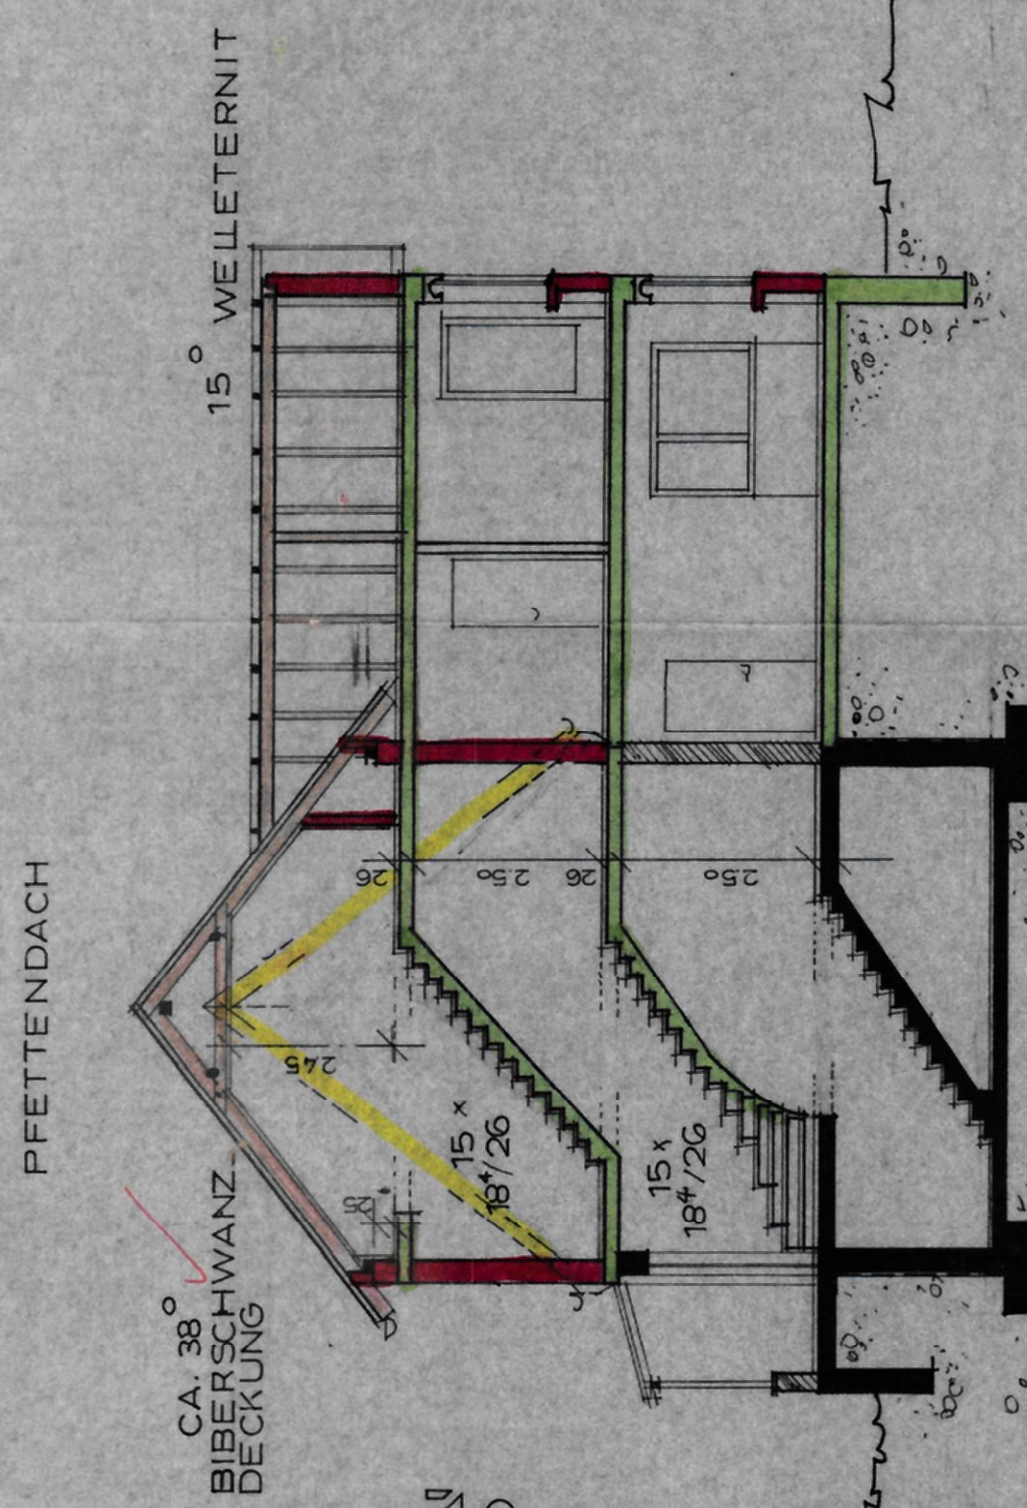 PFETTENDACH
15° WELLETERNIT
CA. 38°
BIBERSCHWANZ
DECKUNG
26
2.50
26
2.50
245
25
15 x
18⁴/26
15 x
18⁴/26